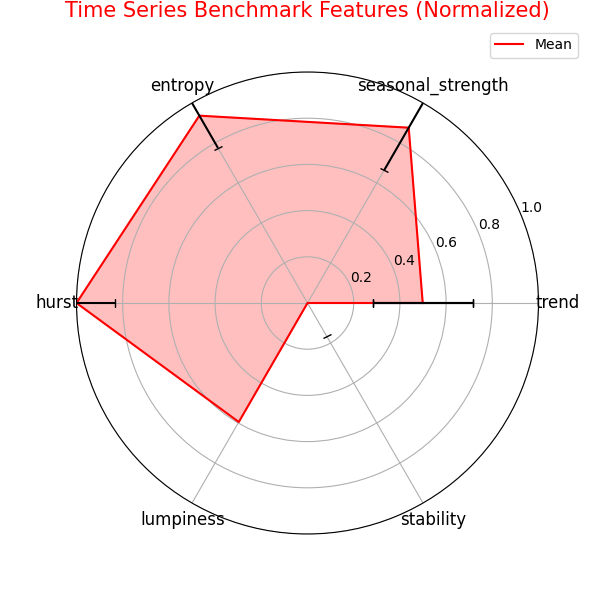 Time Series Benchmark Features (Normalized)
Mean
entropy
seasonal_strength
1.0
0.8
0.6
0.4
0.2
hurst
trend
lumpiness
stability